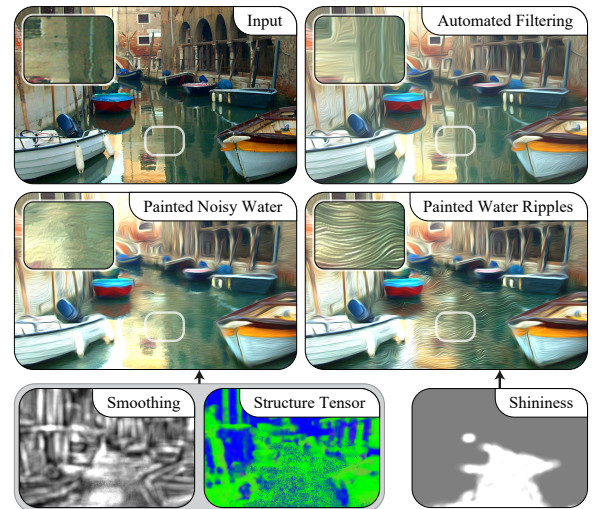 Input
Automated Filtering
Painted Noisy Water
Painted Water Ripples
Smoothing
Structure Tensor
Shininess